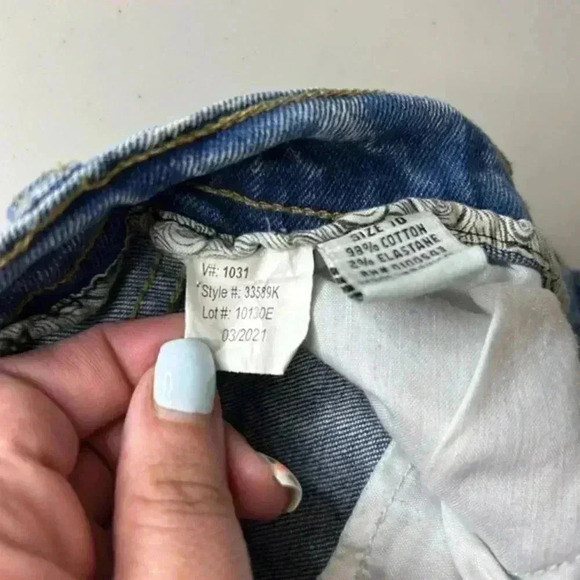 V#: 1031
Style #: 33589K
Lot #: 10130E
03/2021
SIZE 10
98% COTTON
2% ELASTANE